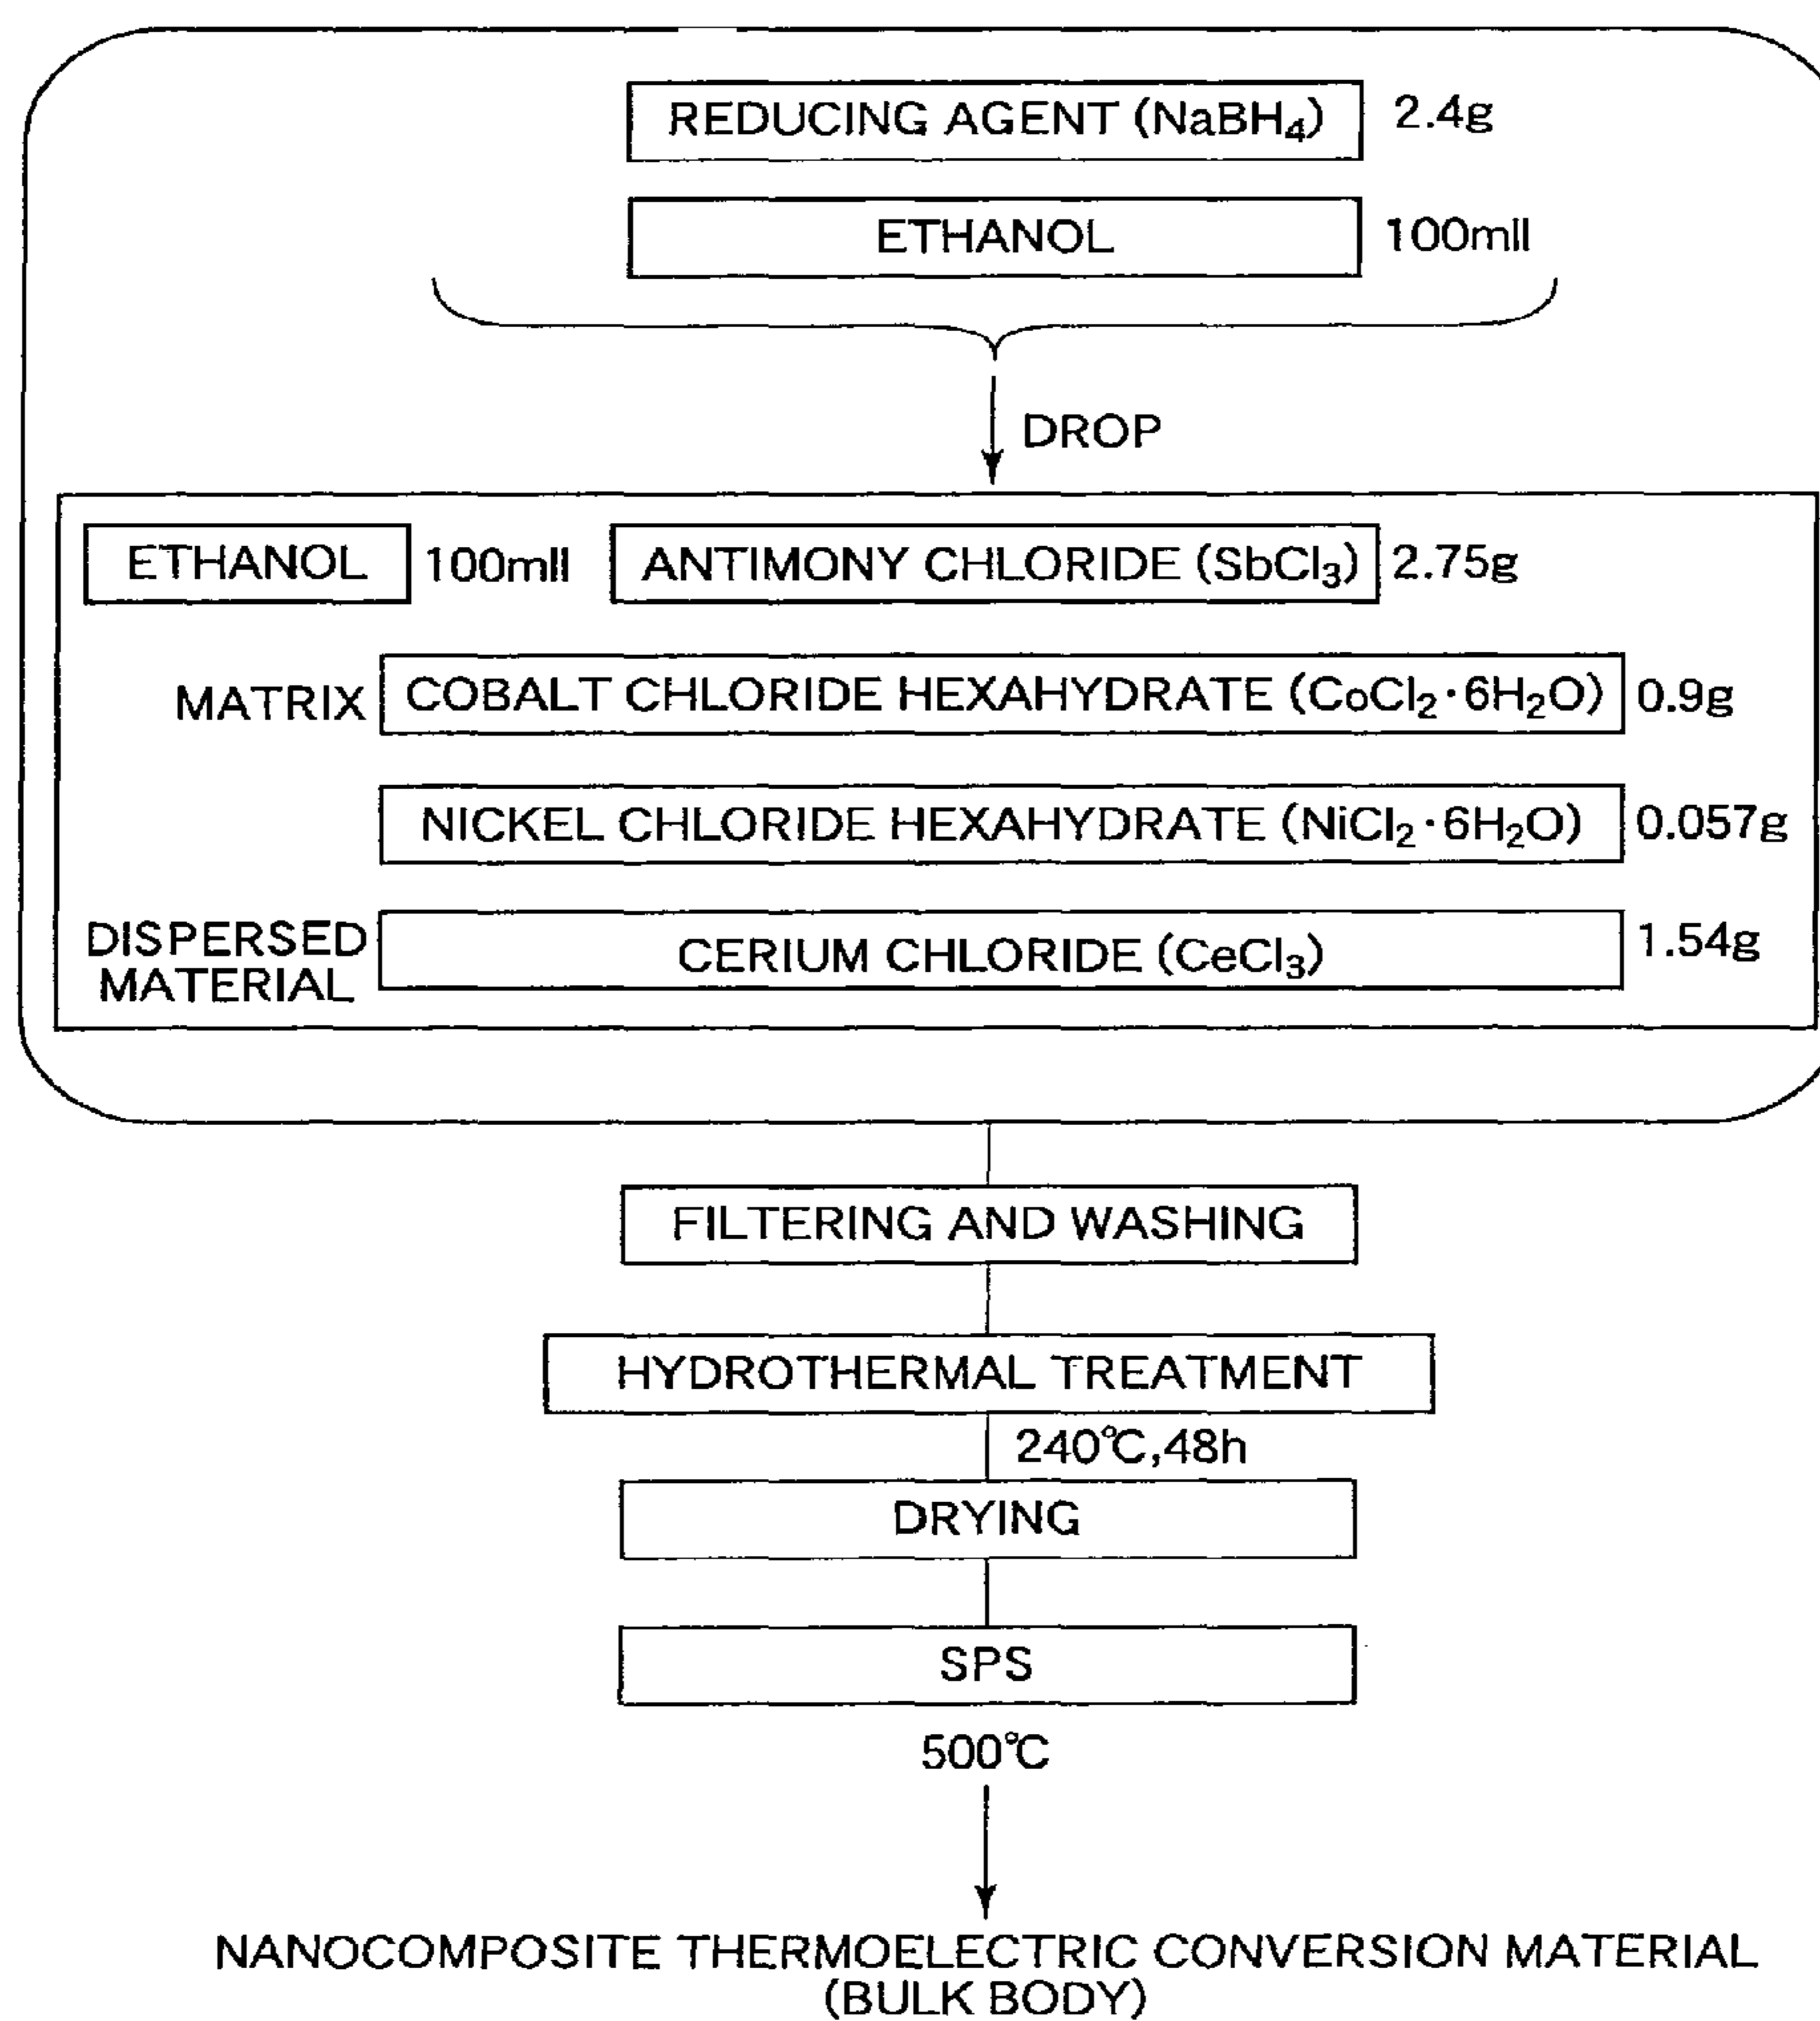 REDUCING AGENT (NaBH₄) 2.4g
ETHANOL 100mll
DROP
ETHANOL 100mll ANTIMONY CHLORIDE (SbCl₃) 2.75g
MATRIX COBALT CHLORIDE HEXAHYDRATE (CoCl₂·6H₂O) 0.9g
NICKEL CHLORIDE HEXAHYDRATE (NiCl₂·6H₂O) 0.057g
DISPERSED
MATERIAL
CERIUM CHLORIDE (CeCl₃) 1.54g
FILTERING AND WASHING
HYDROTHERMAL TREATMENT
240℃,48h
DRYING
SPS
500℃
NANOCOMPOSITE THERMOELECTRIC CONVERSION MATERIAL
(BULK BODY)